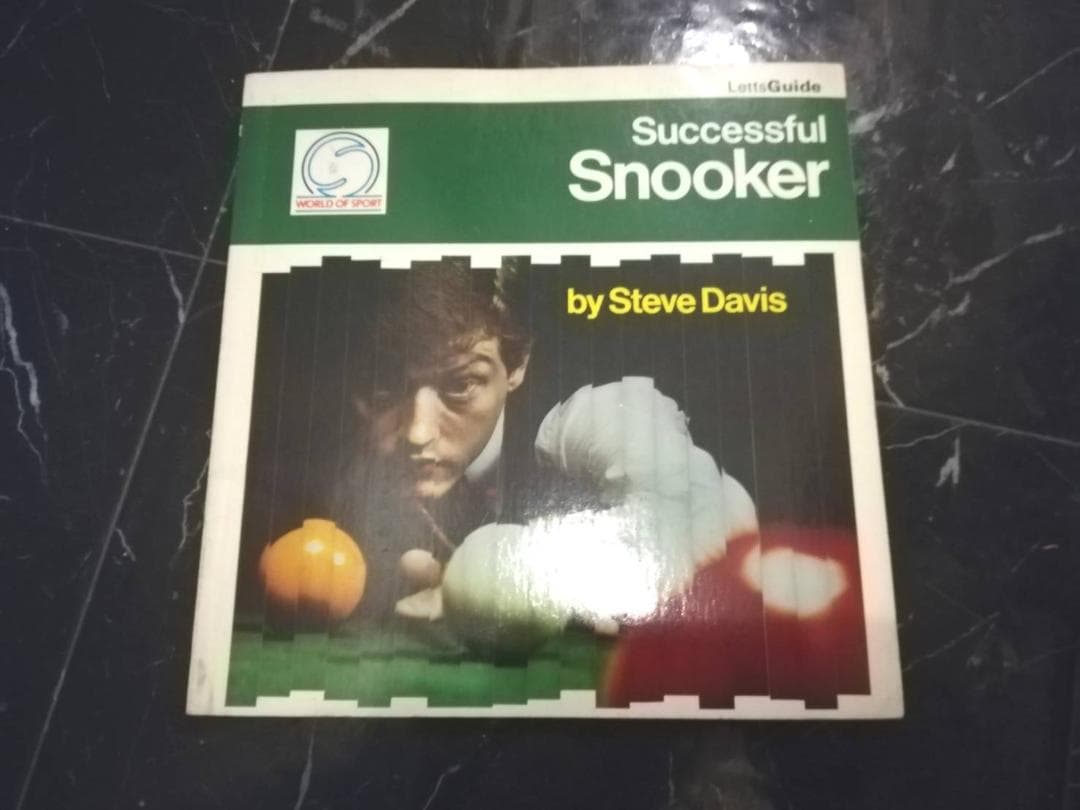 LettsGuide
Successful
Snooker
WORLD OF SPORT
by Steve Davis